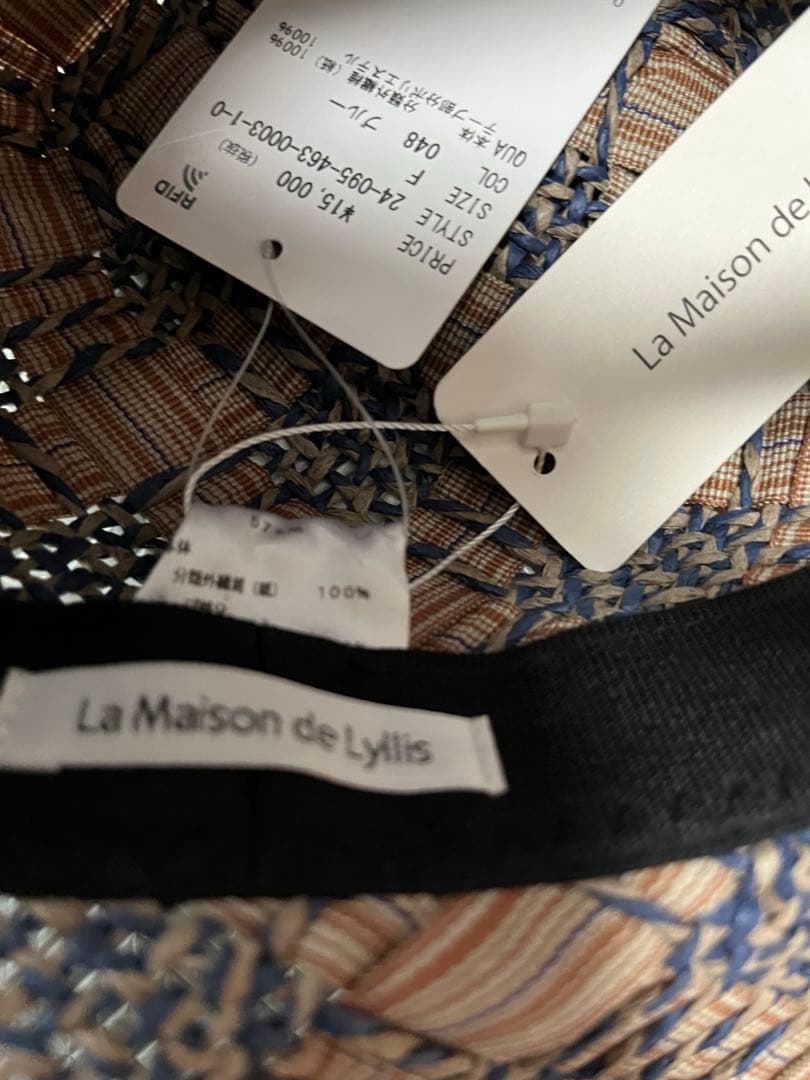 PRICE ¥15,000 (税抜)
STYLE 24-095-463-0003-1-0
SIZE F
COL 048 ブルー
QUA 本体 分類外繊維(紙)100%
テープ部分ポリエステル 100%
RFID
La Maison de
体
分類外繊維(紙) 100%
La Maison de Lyllis